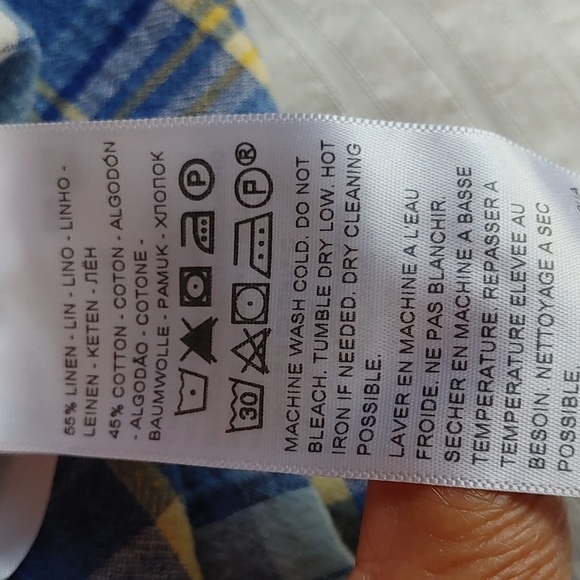 55% LINEN - LIN - LINO - LINHO -
LEINEN - KETEN - ЛЁН
45% COTTON - COTON - ALGODÓN
- ALGODÃO - COTONE -
BAUMWOLLE - PAMUK - ХЛОПОК
P
30 P R
MACHINE WASH COLD. DO NOT
BLEACH. TUMBLE DRY LOW. HOT
IRON IF NEEDED. DRY CLEANING
POSSIBLE.
LAVER EN MACHINE A L'EAU
FROIDE. NE PAS BLANCHIR.
SECHER EN MACHINE A BASSE
TEMPERATURE. REPASSER A
TEMPERATURE ELEVEE AU
BESOIN. NETTOYAGE A SEC
POSSIBLE.